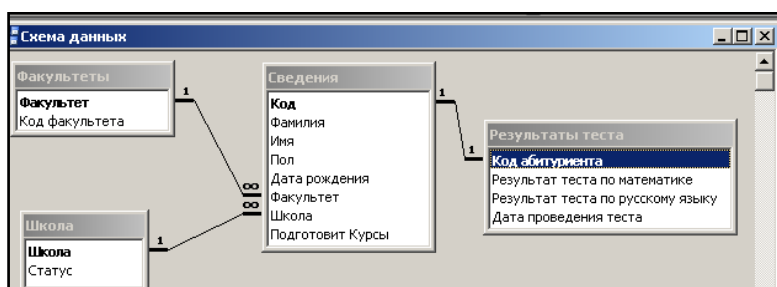 Схема данных
Факультеты
Факультет
Код факультета
1
Сведения
Код
Фамилия
Имя
Пол
Дата рождения
Факультет
Школа
Подготовит Курсы
∞
∞
1
1
Результаты теста
Код абитуриента
Результат теста по математике
Результат теста по русскому языку
Дата проведения теста
Школа
Школа
Статус
1